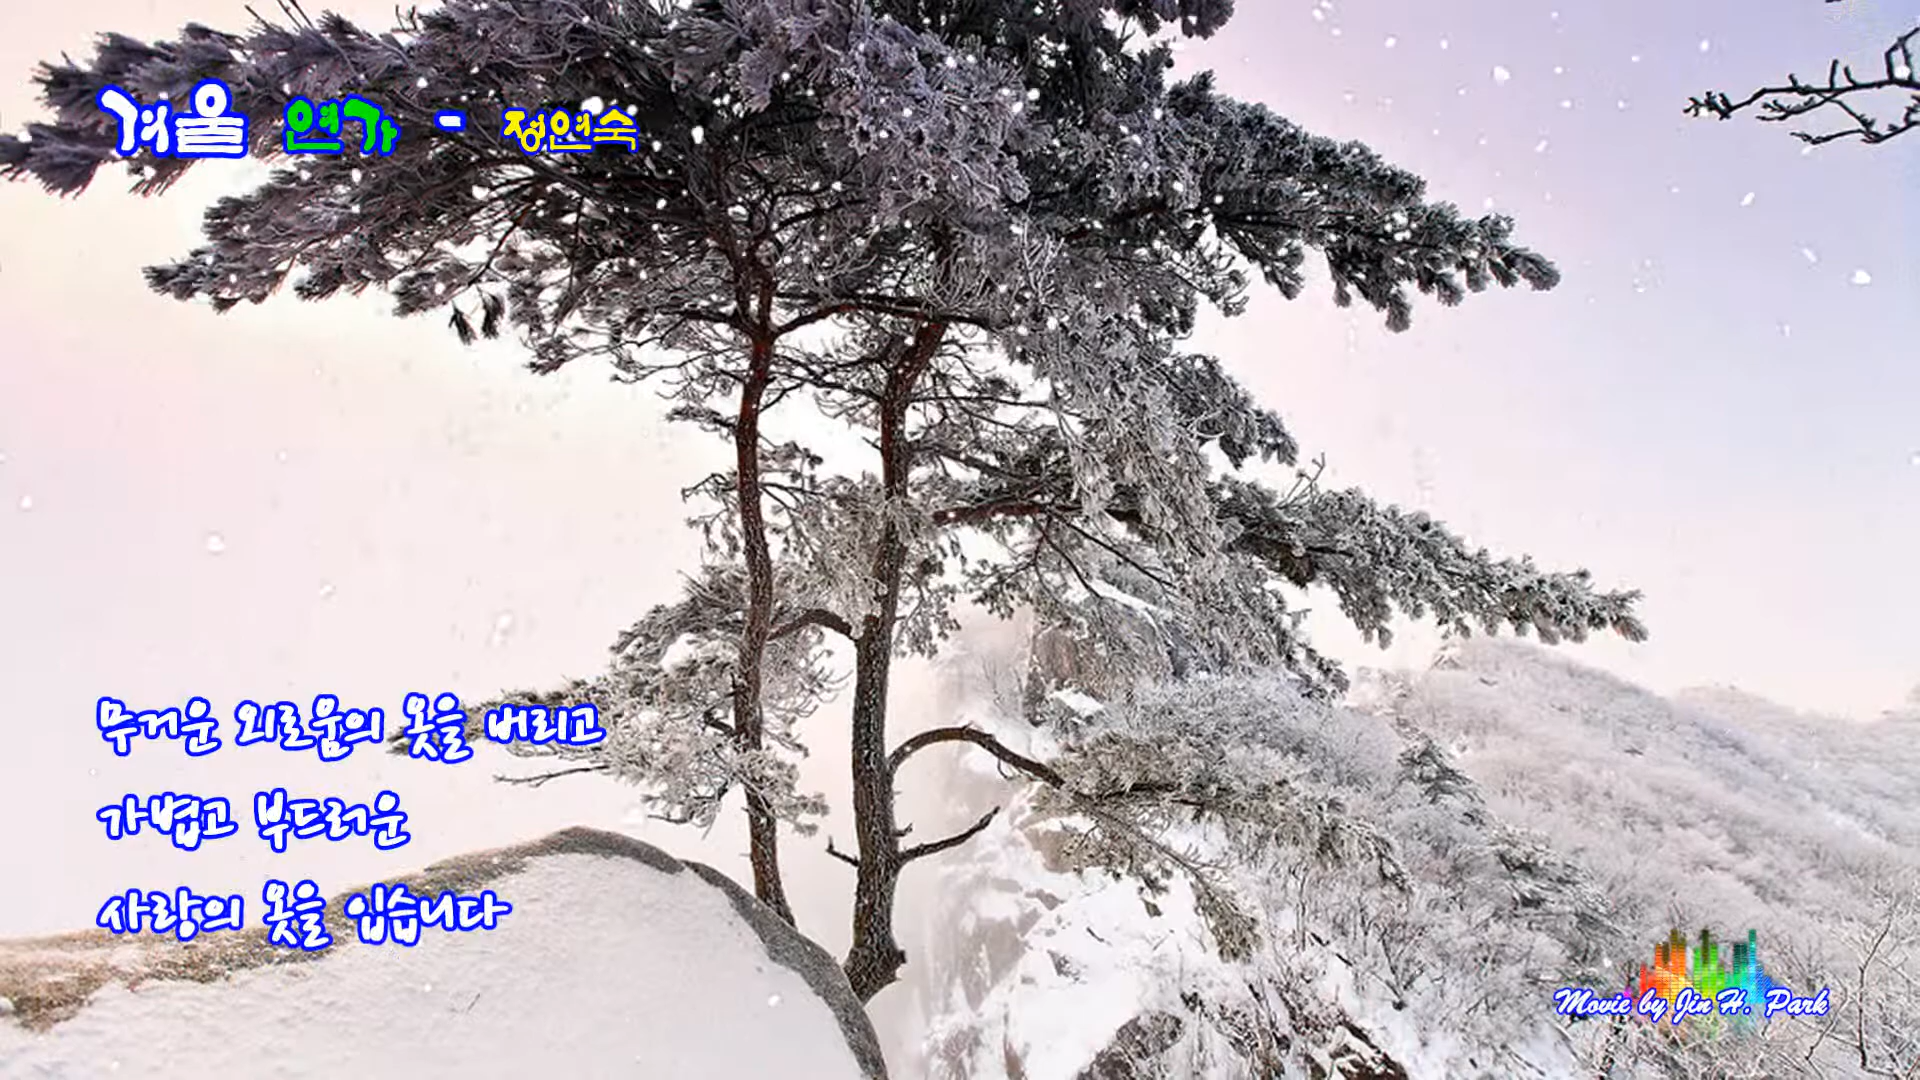 겨울 연가 - 정연숙
무거운 외로움의 옷을 버리고
가볍고 부드러운
사랑의 옷을 입습니다
Movie by Jin H. Park